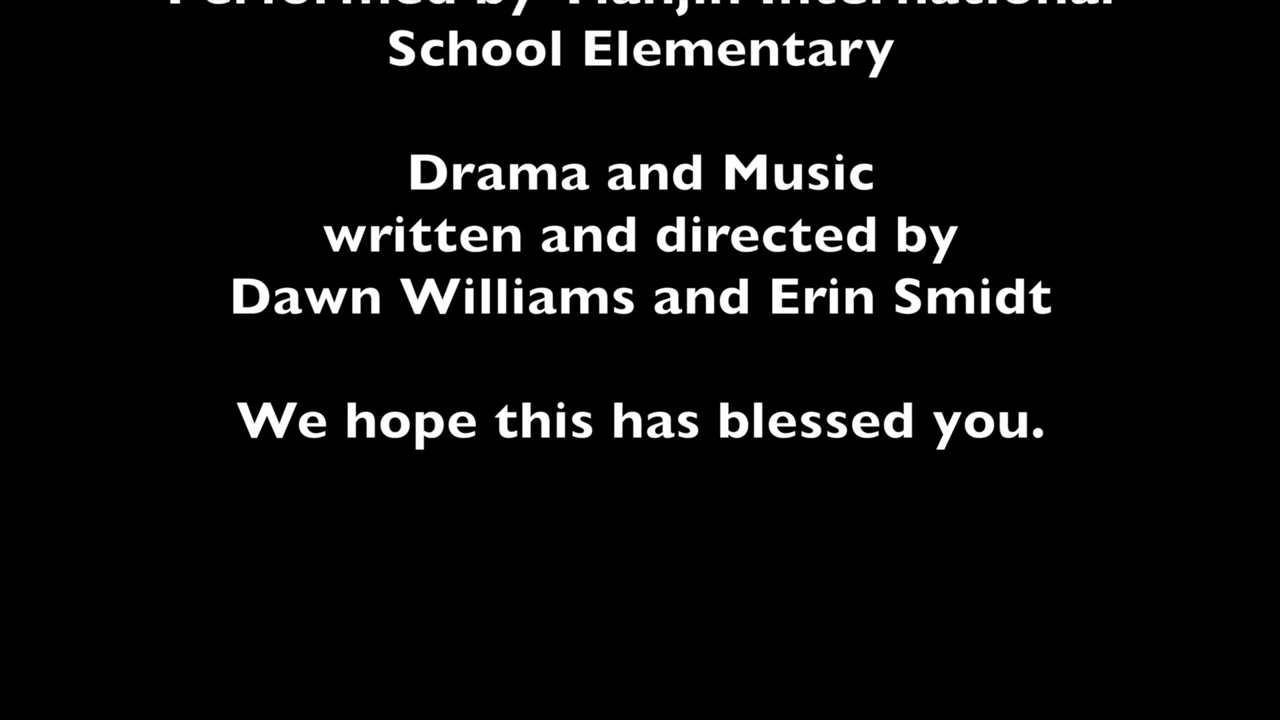 Performed by Tianjin International
School Elementary
Drama and Music
written and directed by
Dawn Williams and Erin Smidt
We hope this has blessed you.